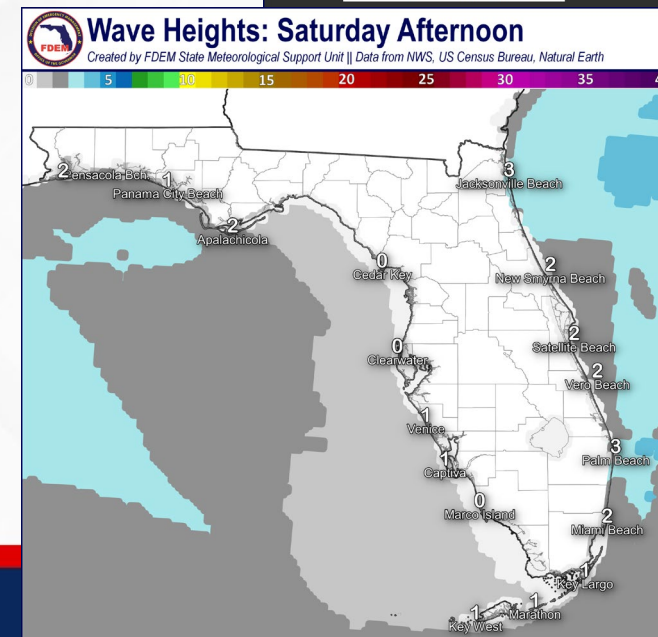 Wave Heights: Saturday Afternoon
FDEM
Created by FDEM State Meteorological Support Unit || Data from NWS, US Census Bureau, Natural Earth
0 5 10 15 20 25 30 35
2
Pensacola Bch.
1
Panama City Beach
2
Apalachicola
3
Jacksonville Beach
0
Cedar Key
2
New Smyrna Beach
0
Clearwater
2
Satellite Beach
2
Vero Beach
1
Venice
3
Palm Beach
1
Captiva
0
Marco Island
2
Miami Beach
1
Key Largo
1
Marathon
1
Key West